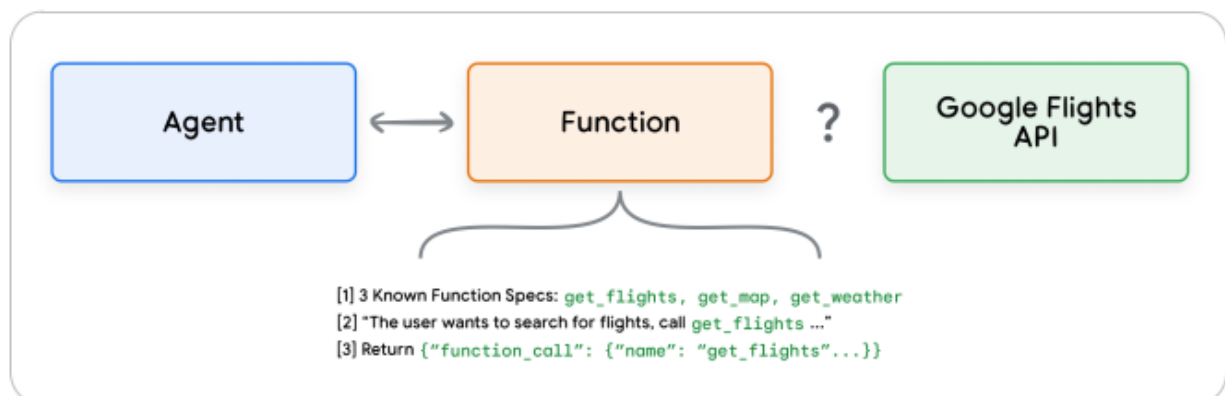 Agent
Function
?
Google Flights
API
[1] 3 Known Function Specs: get_flights, get_map, get_weather
[2] “The user wants to search for flights, call get_flights ...”
[3] Return {“function_call”: {“name”: “get_flights”...}}